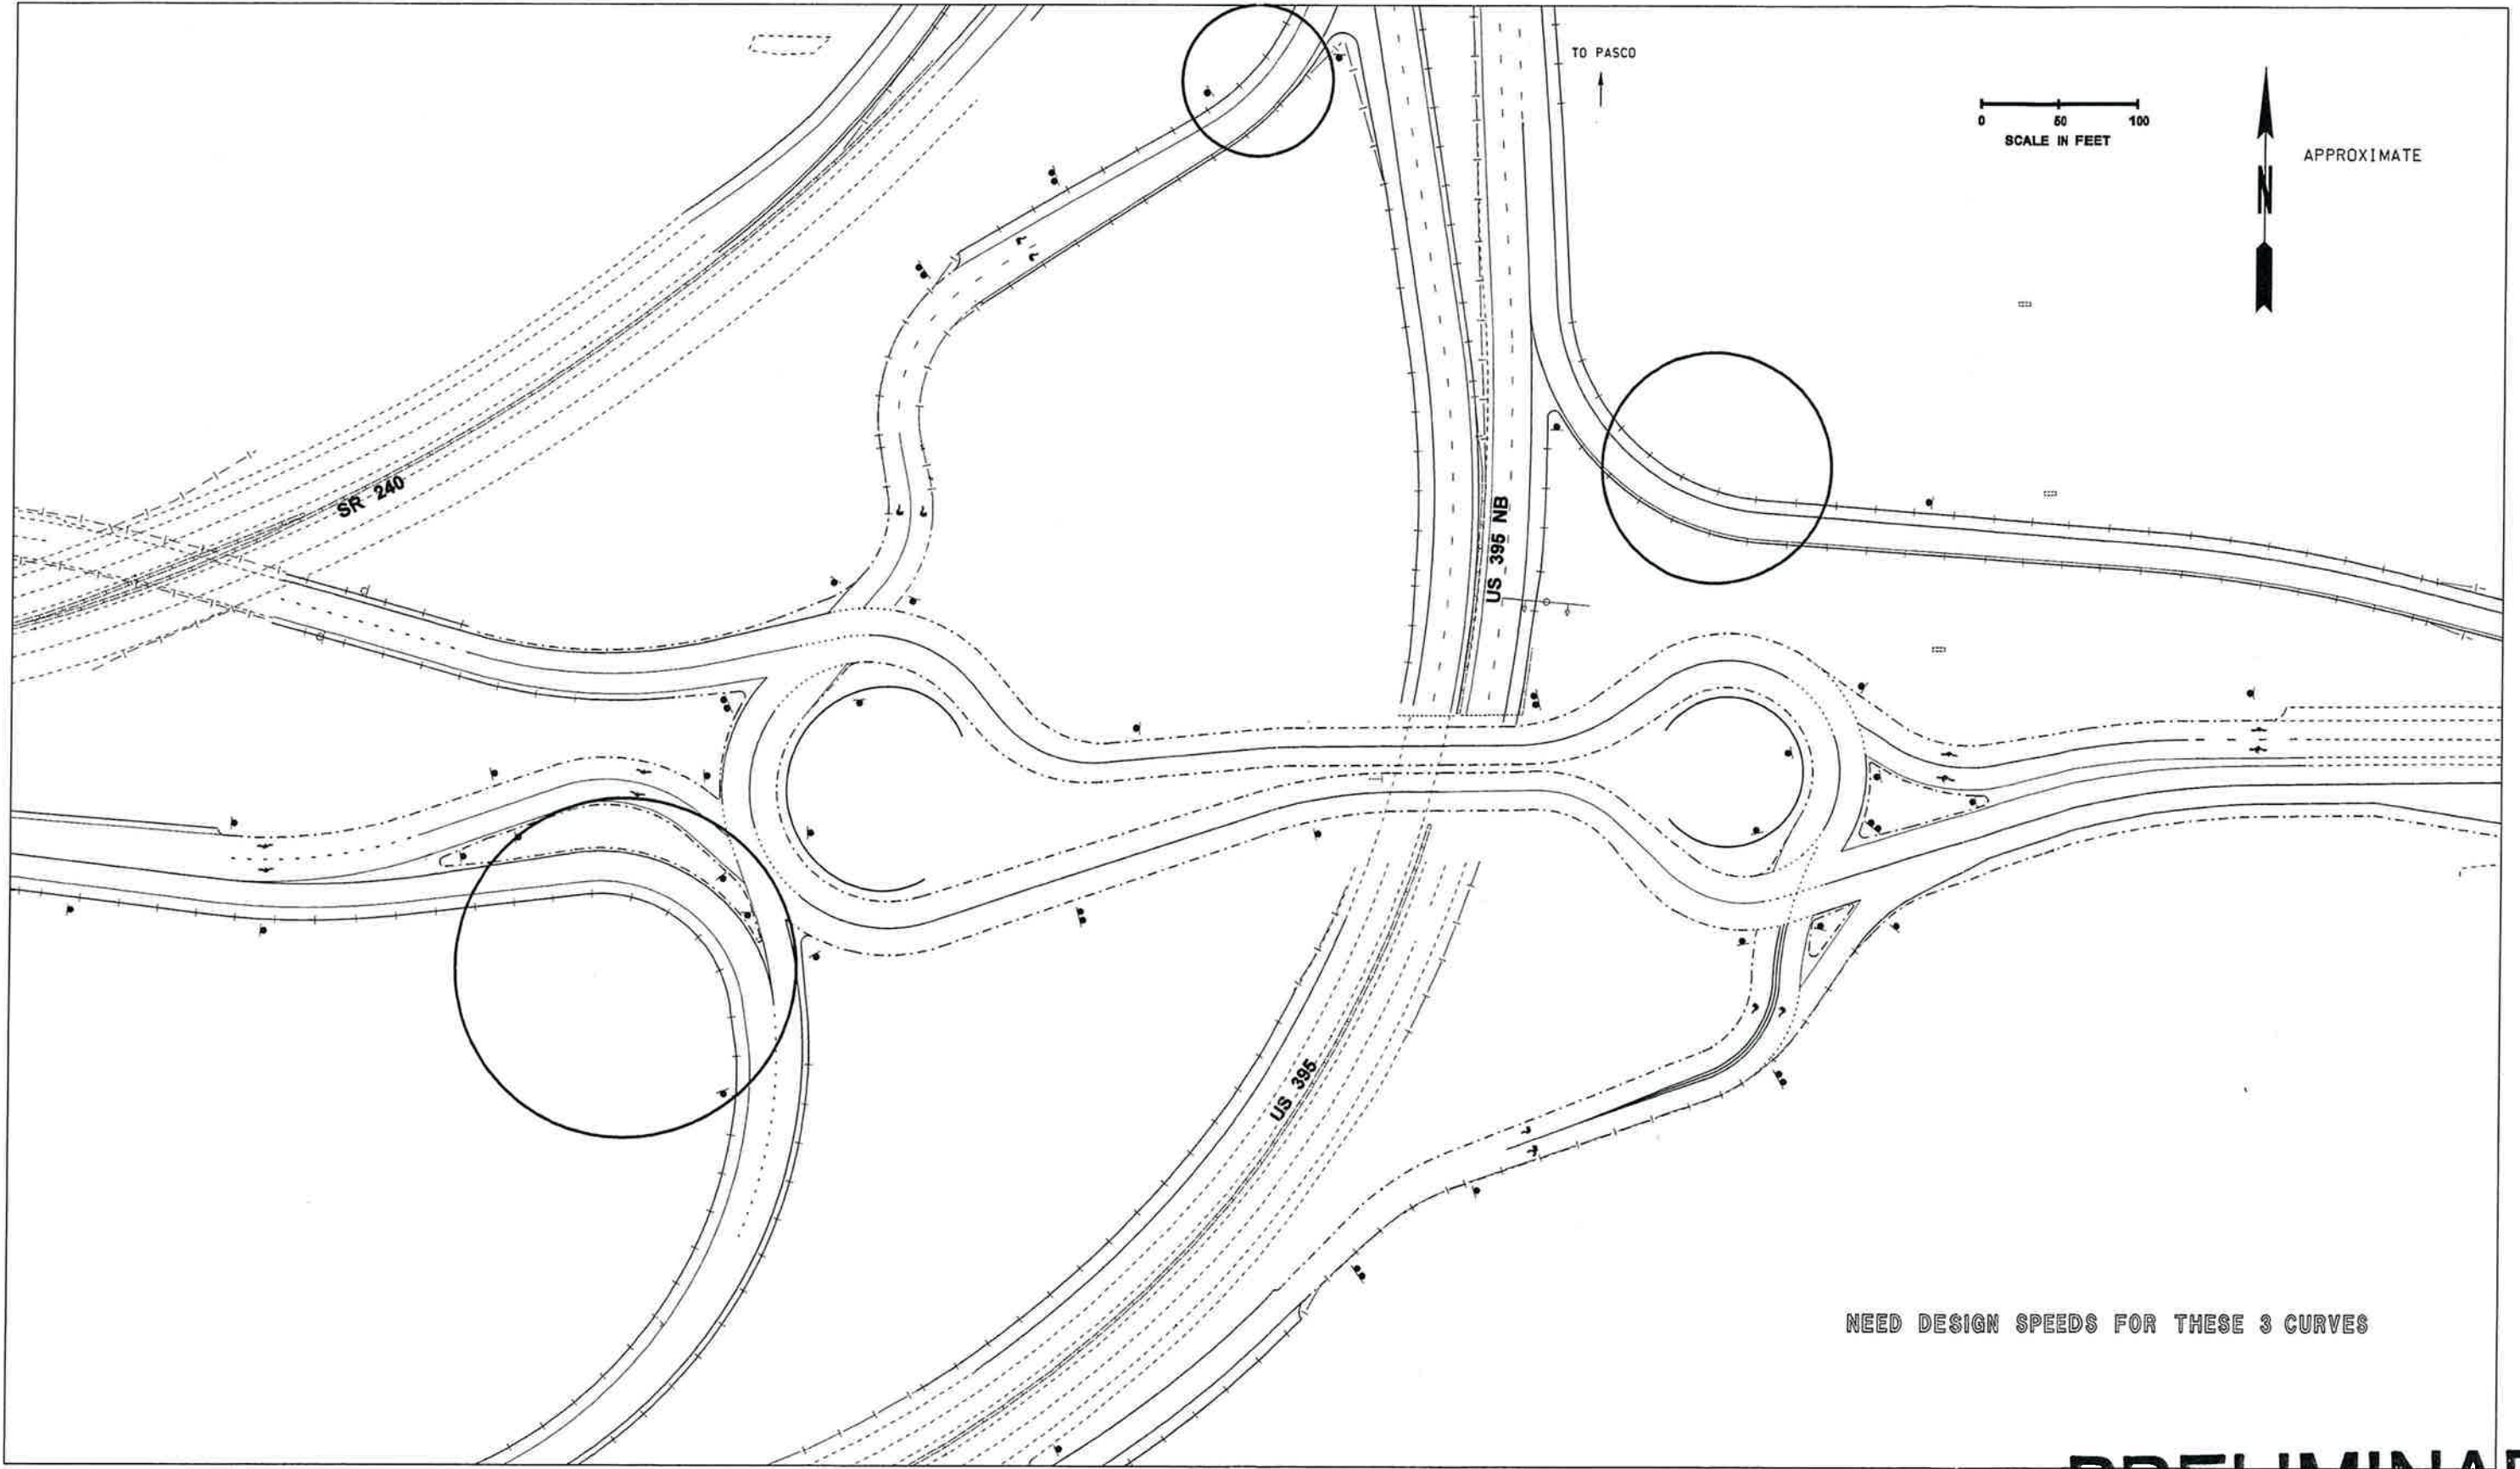 TO PASCO
0 50 100
SCALE IN FEET
N
APPROXIMATE
SR 240
US 395 NB
US 395
NEED DESIGN SPEEDS FOR THESE 3 CURVES